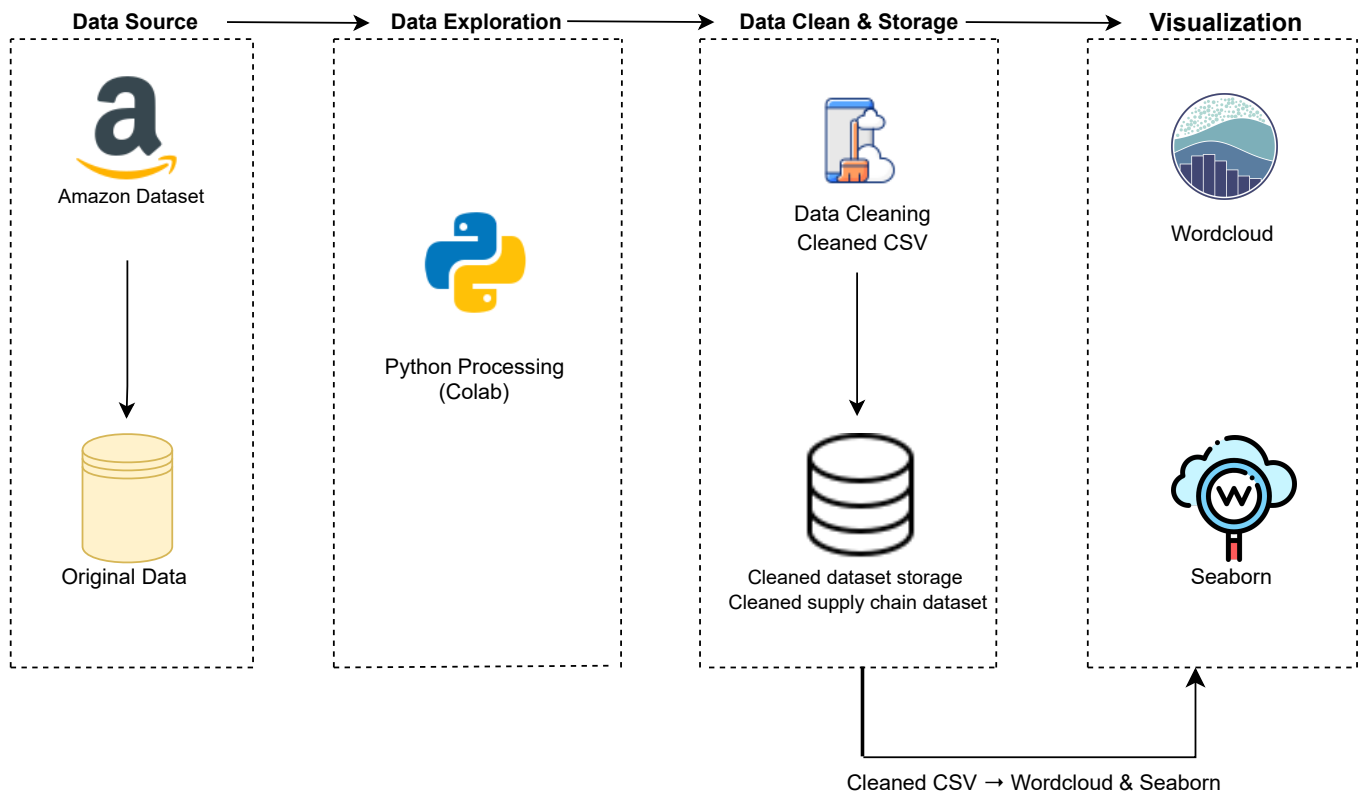 Data Source
Data Exploration
Data Clean & Storage
Visualization
Amazon Dataset
Original Data
Python Processing
(Colab)
Data Cleaning
Cleaned CSV
Cleaned dataset storage
Cleaned supply chain dataset
Wordcloud
W
Seaborn
Cleaned CSV → Wordcloud & Seaborn